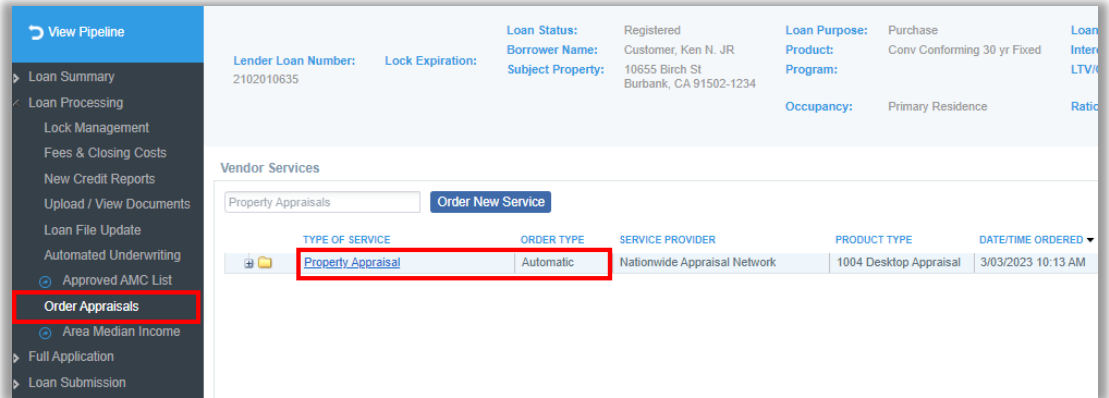 View Pipeline
Loan Summary
Loan Processing
Lock Management
Fees & Closing Costs
New Credit Reports
Upload / View Documents
Loan File Update
Automated Underwriting
Approved AMC List
Order Appraisals
Area Median Income
Full Application
Loan Submission
Lender Loan Number:
2102010635
Lock Expiration:
Loan Status: Registered
Borrower Name: Customer, Ken N. JR
Subject Property: 10655 Birch St
Burbank, CA 91502-1234
Loan Purpose: Purchase
Product: Conv Conforming 30 yr Fixed
Program:
Occupancy: Primary Residence
Loan
LTV/
Vendor Services
Property Appraisals Order New Service
TYPE OF SERVICE ORDER TYPE SERVICE PROVIDER PRODUCT TYPE DATE/TIME ORDERED
Property Appraisal Automatic Nationwide Appraisal Network 1004 Desktop Appraisal 3/03/2023 10:13 AM